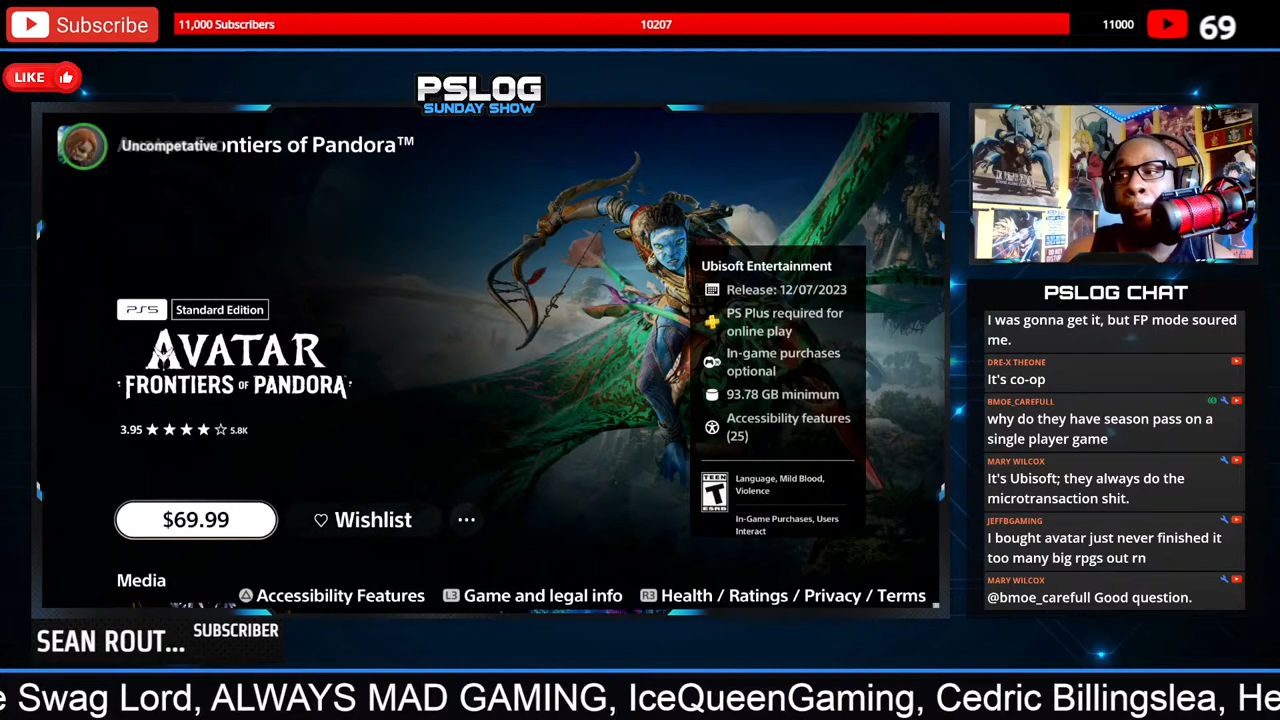 Subscribe
11,000 Subscribers
10207
11000
69
LIKE
PSLOG
SUNDAY SHOW
Uncompetative
ntiers of Pandora™
PS5
Standard Edition
AVATAR
FRONTIERS OF PANDORA
3.95
5.8K
$69.99
Wishlist
...
Media
Ubisoft Entertainment
Release: 12/07/2023
PS Plus required for
online play
In-game purchases
optional
93.78 GB minimum
Accessibility features
(25)
TEEN
T
ESRB
Language, Mild Blood,
Violence
In-Game Purchases, Users
Interact
Accessibility Features
L3 Game and legal info
R3 Health / Ratings / Privacy / Terms
PSLOG CHAT
I was gonna get it, but FP mode soured
me.
DRE-X THEONE
It's co-op
BMOE_CAREFULL
why do they have season pass on a
single player game
MARY WILCOX
It's Ubisoft; they always do the
microtransaction shit.
JEFFBGAMING
I bought avatar just never finished it
too many big rpgs out rn
MARY WILCOX
@bmoe_carefull Good question.
SEAN ROUT...
SUBSCRIBER
e Swag Lord, ALWAYS MAD GAMING, IceQueenGaming, Cedric Billingslea, He